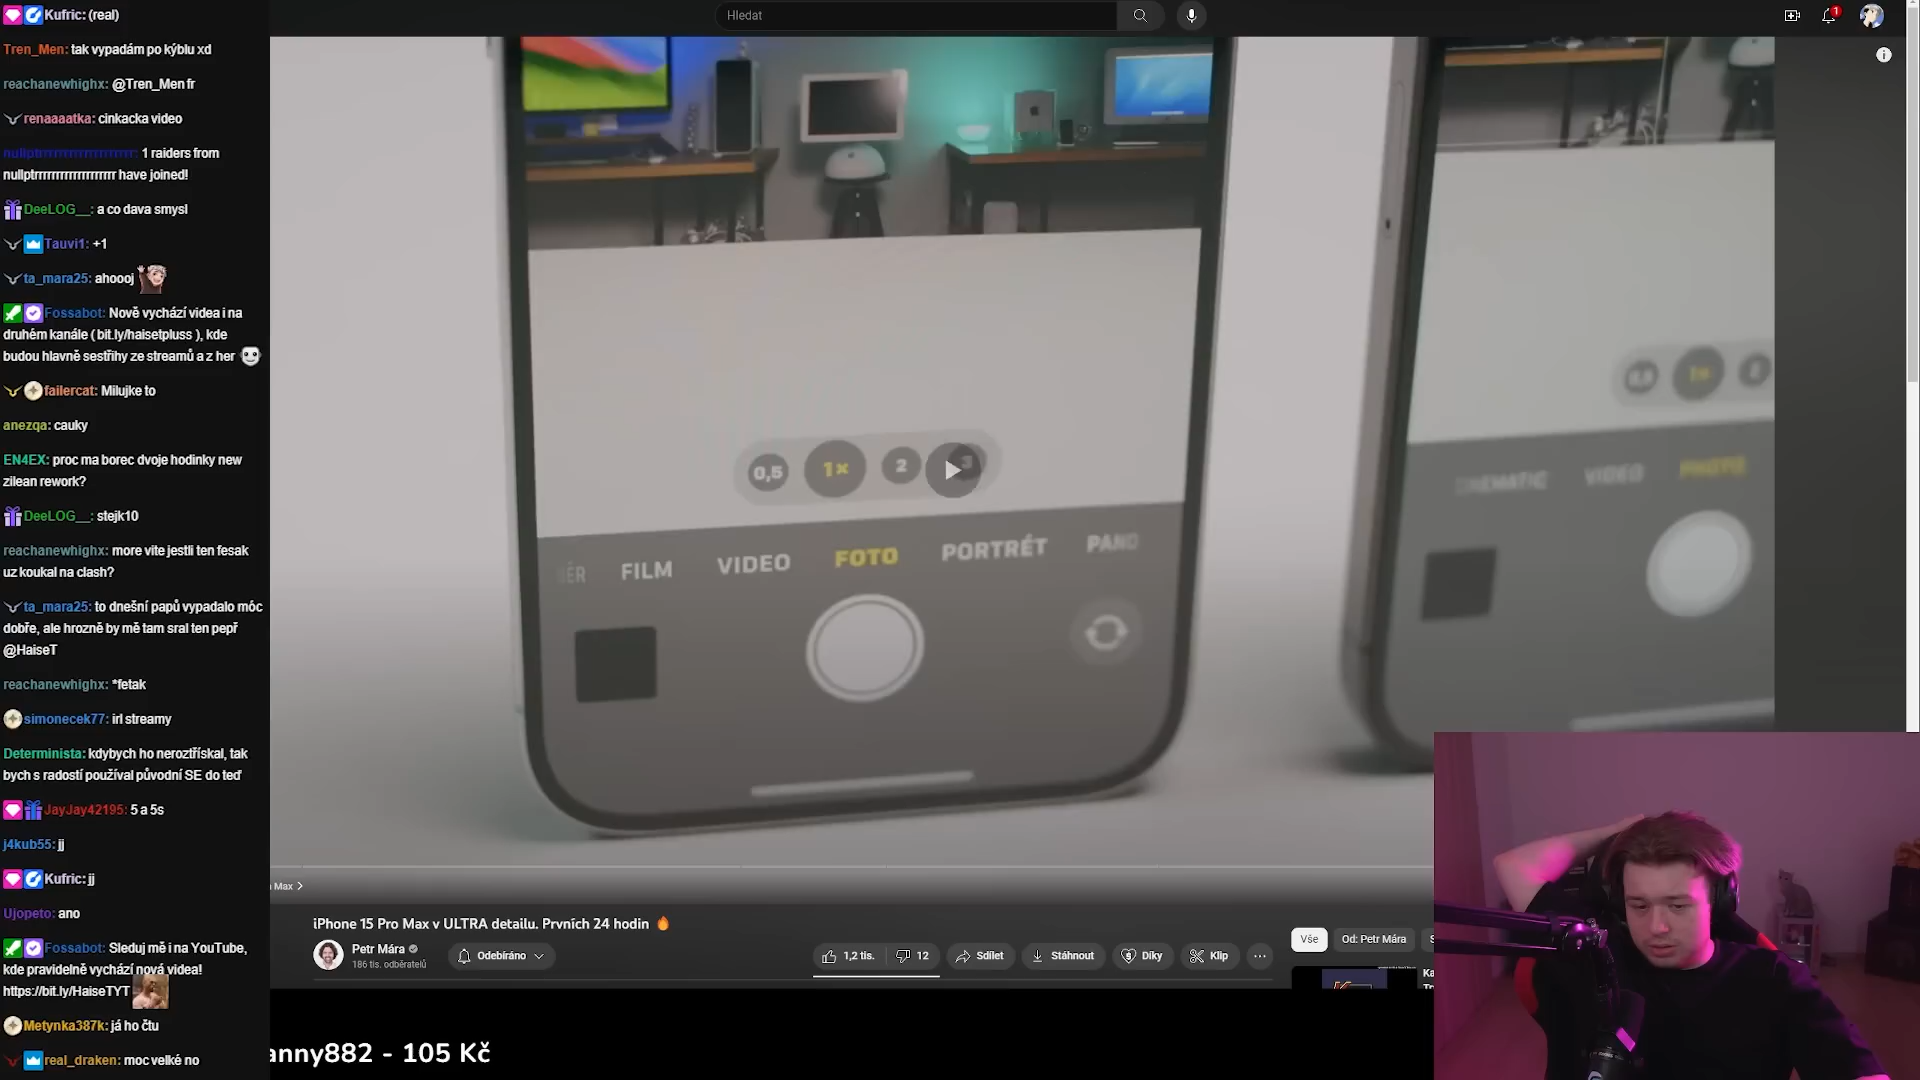 Kufric: (real)
Tren_Men: tak vypadám po kýblu xd
reachanewhighx: @Tren_Men fr
renaaaatka: cinkacka video
nullptrrrrrrrrrrrrrrrrrr: 1 raiders from
nullptrrrrrrrrrrrrrrrrrr have joined!
DeeLOG__: a co dava smysl
Tauvi1: +1
ta_mara25: ahoooj
Fossabot: Nově vychází videa i na
druhém kanále ( bit.ly/haisetpluss ), kde
budou hlavně sestřihy ze streamů a z her
failercat: Milujke to
anezqa: cauky
EN4EX: proc ma borec dvoje hodinky new
zilean rework?
DeeLOG__: stejk10
reachanewhighx: more vite jestli ten fesak
uz koukal na clash?
ta_mara25: to dnešní papů vypadalo móc
dobře, ale hrozně by mě tam sral ten pepř
@HaiseT
reachanewhighx: *fetak
simonecek77: irl streamy
Determinista: kdybych ho neroztřískal, tak
bych s radostí používal původní SE do teď
JayJay42195: 5 a 5s
j4kub55: jj
Kufric: jj
Ujopeto: ano
Fossabot: Sleduj mě i na YouTube,
kde pravidelně vychází nová videa!
https://bit.ly/HaiseTYT
Metynka387k: já ho čtu
real_draken: moc velké no
Hledat
1
0,5 1× 2 3
FILM VIDEO FOTO PORTRÉT PANO
1× 2
VIDEO PHOTO
Max
iPhone 15 Pro Max v ULTRA detailu. Prvních 24 hodin
Petr Mára
186 tis. odběratelů
Odebíráno
1,2 tis. 12 Sdílet Stáhnout Díky Klip
Vše Od: Petr Mára
anny882 - 105 Kč